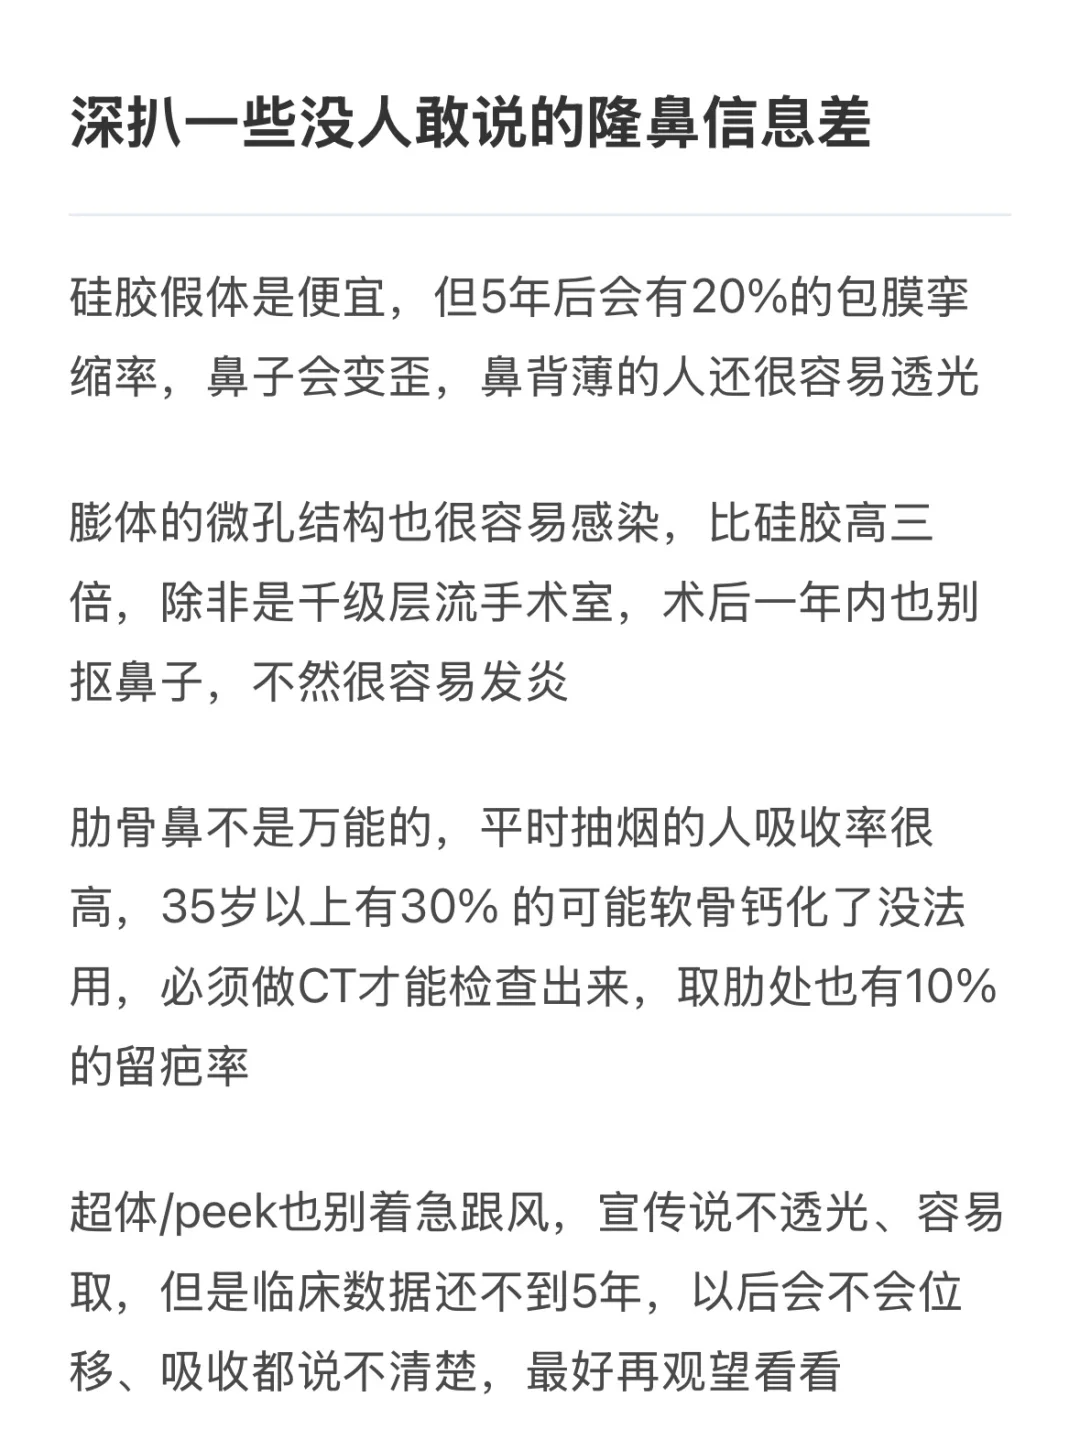 深扒一些没人敢说的隆鼻信息差
硅胶假体是便宜，但5年后会有20%的包膜挛
缩率，鼻子会变歪，鼻背薄的人还很容易透光
膨体的微孔结构也很容易感染，比硅胶高三
倍，除非是千级层流手术室，术后一年内也别
抠鼻子，不然很容易发炎
肋骨鼻不是万能的，平时抽烟的人吸收率很
高，35岁以上有30% 的可能软骨钙化了没法
用，必须做CT才能检查出来，取肋处也有10%
的留疤率
超体/peek也别着急跟风，宣传说不透光、容易
取，但是临床数据还不到5年，以后会不会位
移、吸收都说不清楚，最好再观望看看